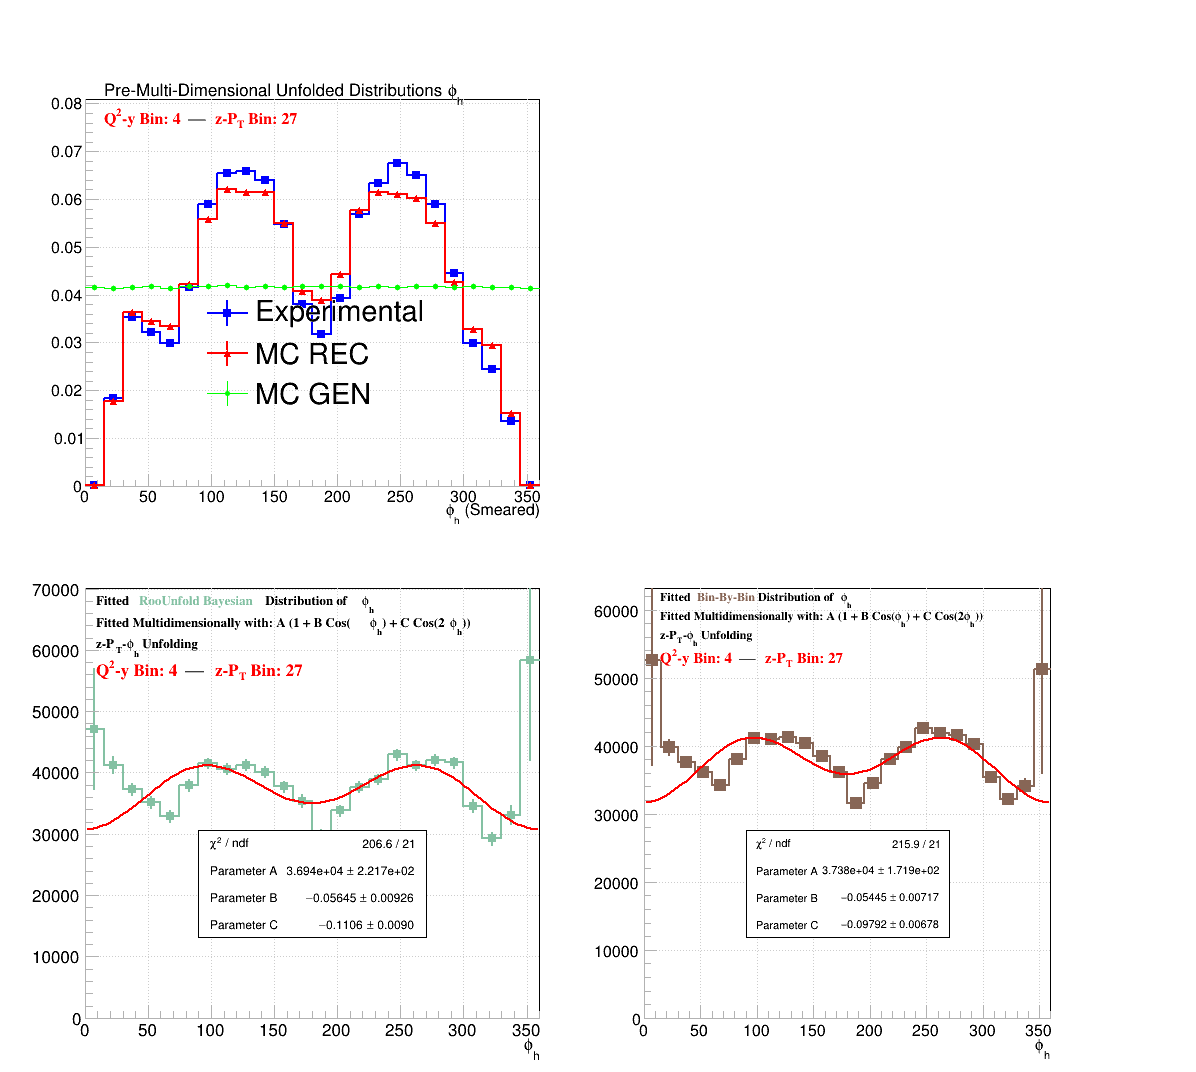 Pre-Multi-Dimensional Unfolded Distributions ϕh
Q2-y Bin: 4 — z-PT Bin: 27
0.08
0.07
0.06
0.05
0.04
0.03
0.02
0.01
0
Experimental
MC REC
MC GEN
0 50 100 150 200 250 300 350
ϕh (Smeared)
Fitted RooUnfold Bayesian Distribution of ϕh
Fitted Multidimensionally with: A (1 + B Cos( ϕh) + C Cos(2 ϕh))
z-PT-ϕh Unfolding
Q2-y Bin: 4 — z-PT Bin: 27
70000
60000
50000
40000
30000
20000
10000
0
χ2 / ndf 206.6 / 21
Parameter A 3.694e+04 ± 2.217e+02
Parameter B −0.05645 ± 0.00926
Parameter C −0.1106 ± 0.0090
0 50 100 150 200 250 300 350
ϕh
Fitted Bin-By-Bin Distribution of ϕh
Fitted Multidimensionally with: A (1 + B Cos(ϕh) + C Cos(2ϕh))
z-PT-ϕh Unfolding
Q2-y Bin: 4 — z-PT Bin: 27
60000
50000
40000
30000
20000
10000
0
χ2 / ndf 215.9 / 21
Parameter A 3.738e+04 ± 1.719e+02
Parameter B −0.05445 ± 0.00717
Parameter C −0.09792 ± 0.00678
0 50 100 150 200 250 300 350
ϕh